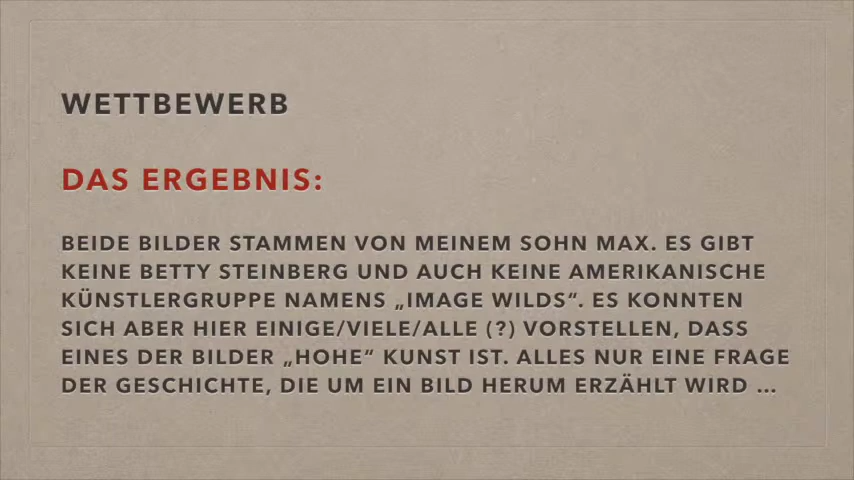 WETTBEWERB
DAS ERGEBNIS:
BEIDE BILDER STAMMEN VON MEINEM SOHN MAX. ES GIBT
KEINE BETTY STEINBERG UND AUCH KEINE AMERIKANISCHE
KÜNSTLERGRUPPE NAMENS „IMAGE WILDS“. ES KONNTEN
SICH ABER HIER EINIGE/VIELE/ALLE (?) VORSTELLEN, DASS
EINES DER BILDER „HOHE“ KUNST IST. ALLES NUR EINE FRAGE
DER GESCHICHTE, DIE UM EIN BILD HERUM ERZÄHLT WIRD …